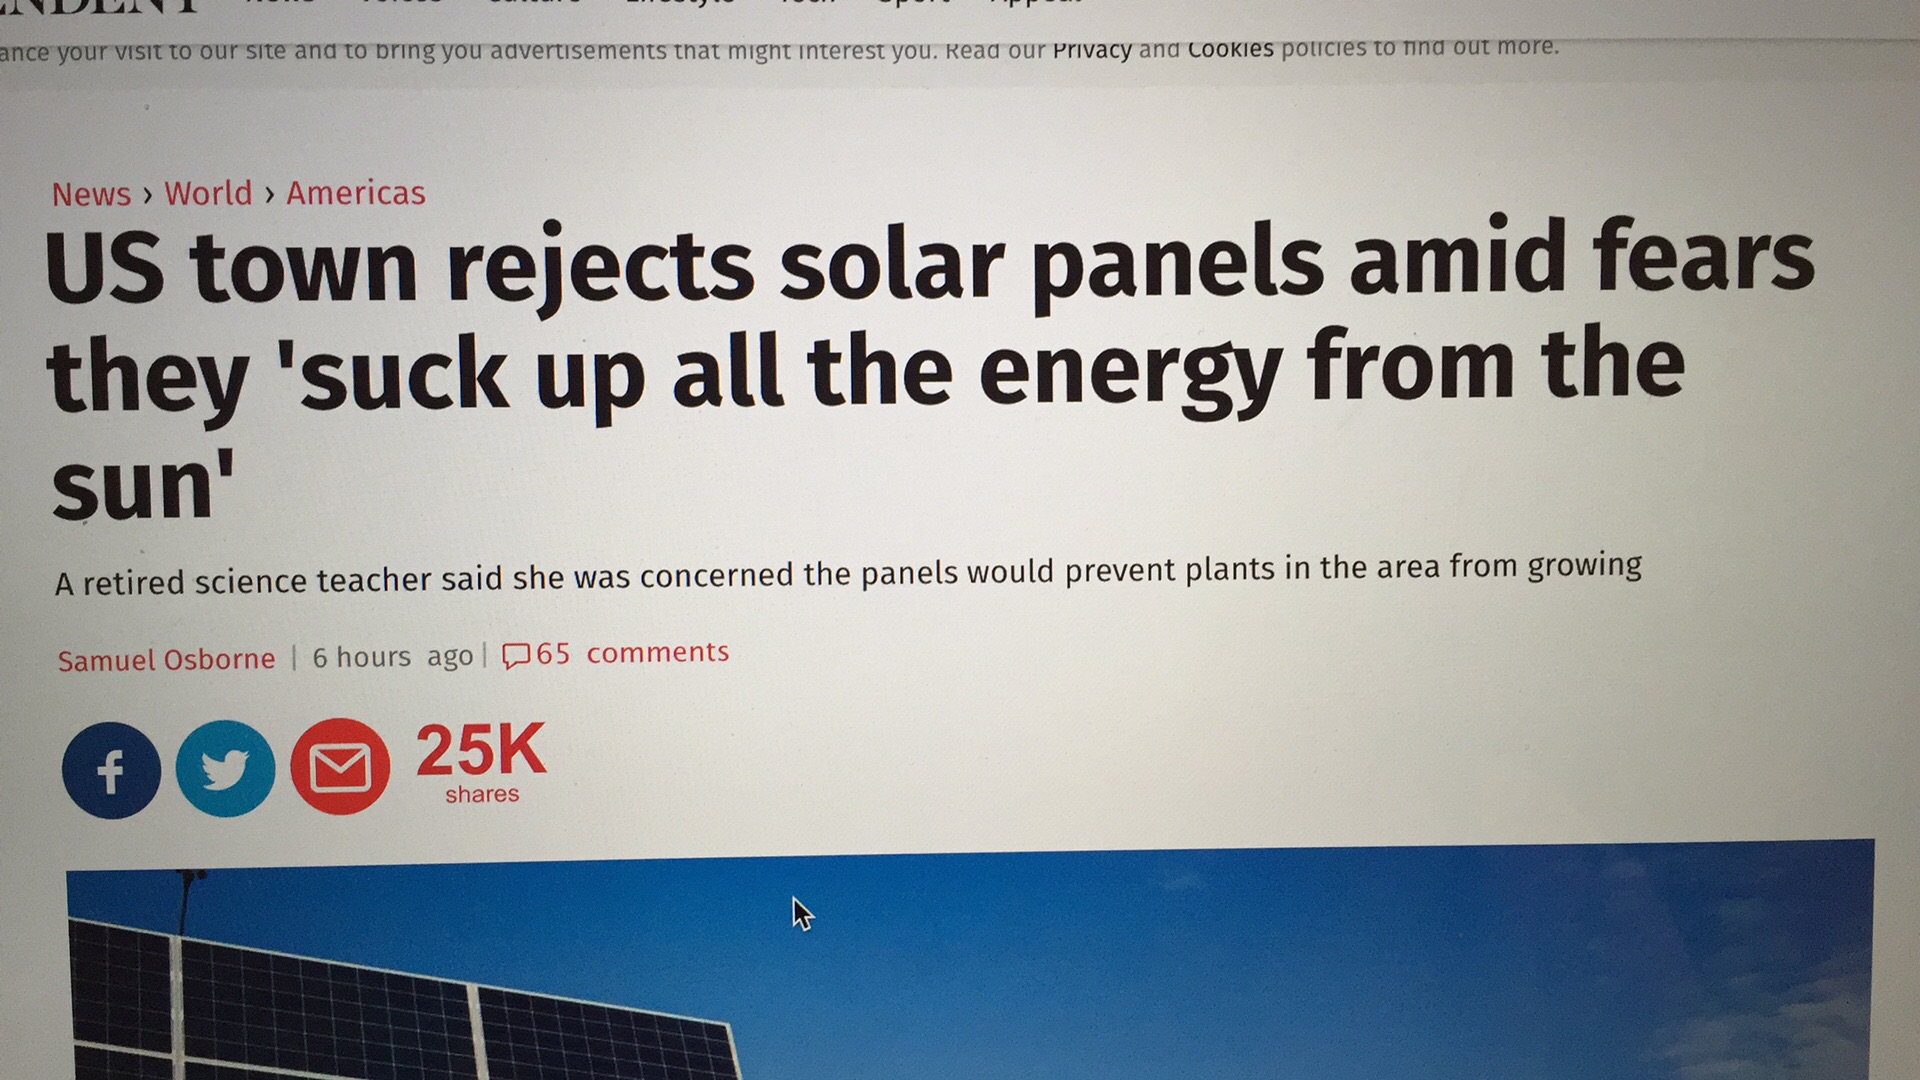 ance your visit to our site and to bring you advertisements that might interest you. Read our Privacy and Cookies policies to find out more.
News › World › Americas
US town rejects solar panels amid fears
they 'suck up all the energy from the
sun'
A retired science teacher said she was concerned the panels would prevent plants in the area from growing
Samuel Osborne | 6 hours ago | 65 comments
f
25K
shares